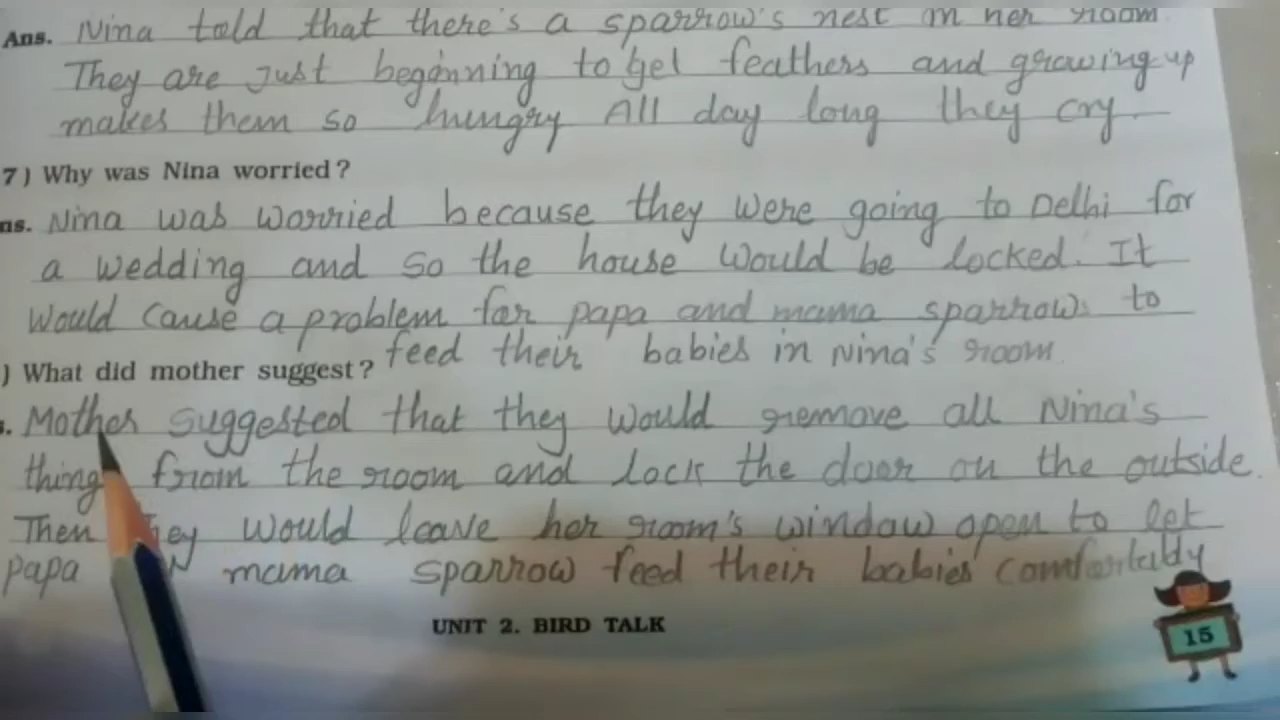 Ans. Nina told that there's a sparrow's nest in her room
They are just beginning to gel feathers and growing up
makes them so hungry All day long they cry.
7) Why was Nina worried?
ns. Nina was worried because they were going to Delhi for
a wedding and so the house would be locked. It
would cause a problem for papa and mama sparrow to
feed their babies in Nina's room
) What did mother suggest?
s. Mother suggested that they would remove all Nina's
thing from the room and lock the door on the outside.
Then they would leave her room's window open to let
papa mama sparrow feed their babies comfortably
UNIT 2. BIRD TALK
15